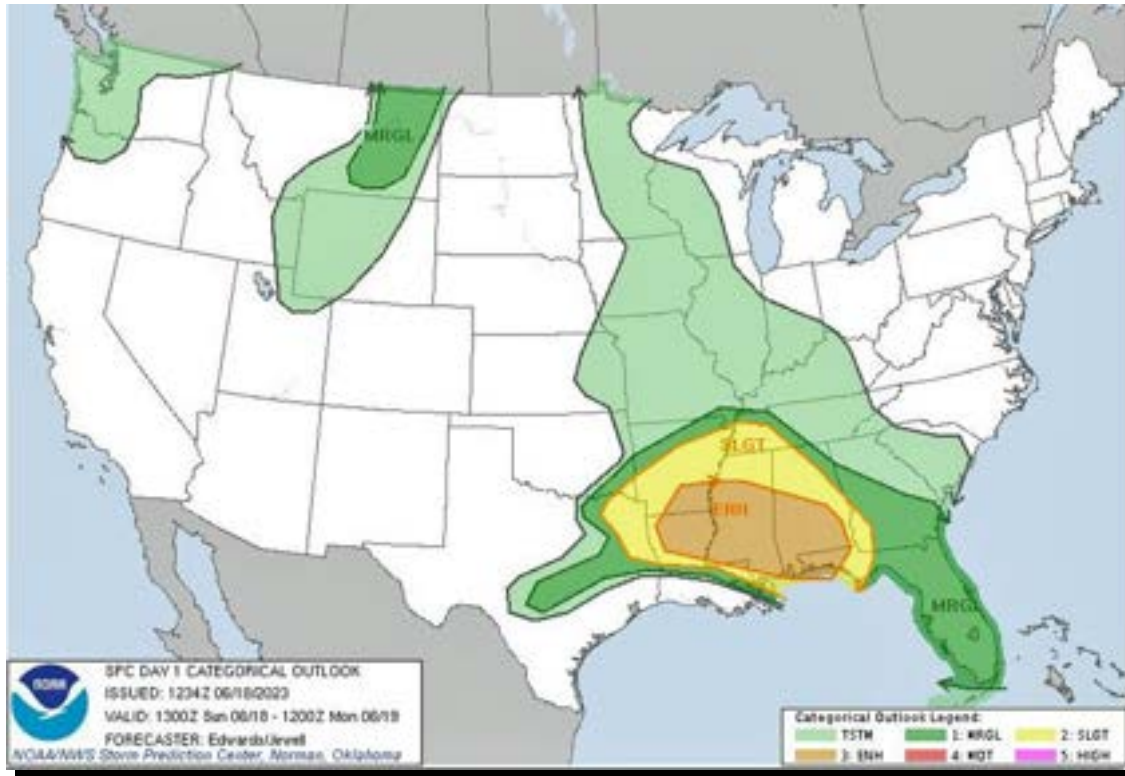 MRGL
SLGT
ENH
MRGL
SPC DAY 1 CATEGORICAL OUTLOOK
ISSUED: 1234Z 06/18/2023
VALID: 1300Z Sun 06/18 - 1200Z Mon 06/19
FORECASTER: Edwards/Jewell
NOAA/NWS Storm Prediction Center, Norman, Oklahoma
NOAA
Categorical Outlook Legend:
TSTM 1: MRGL 2: SLGT
3: ENH 4: MDT 5: HIGH